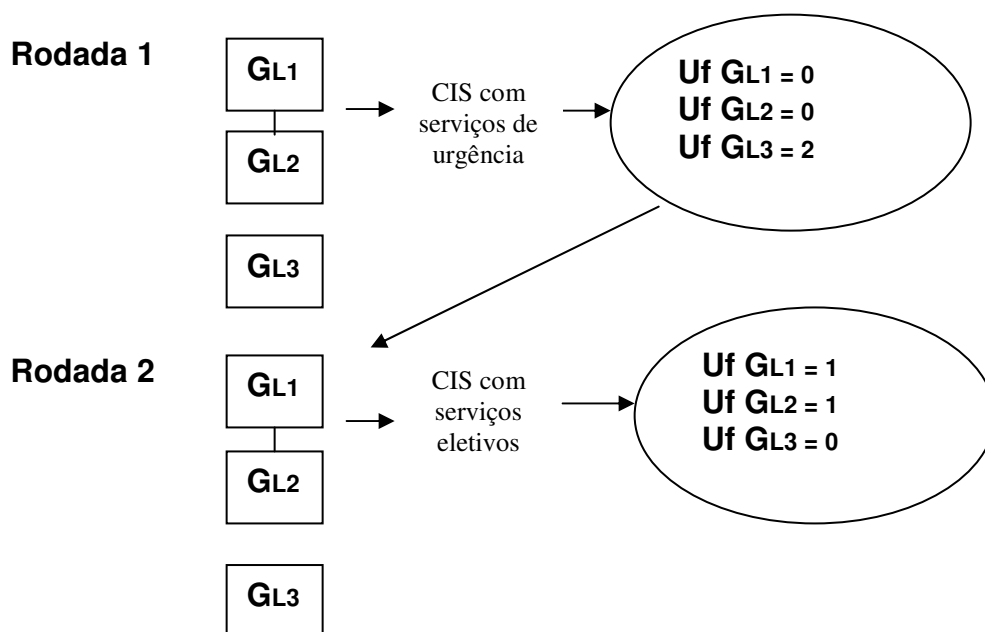 Rodada 1
GL1
GL2
GL3
CIS com
serviços de
urgência
Uf GL1 = 0
Uf GL2 = 0
Uf GL3 = 2
Rodada 2
GL1
GL2
GL3
CIS com
serviços
eletivos
Uf GL1 = 1
Uf GL2 = 1
Uf GL3 = 0